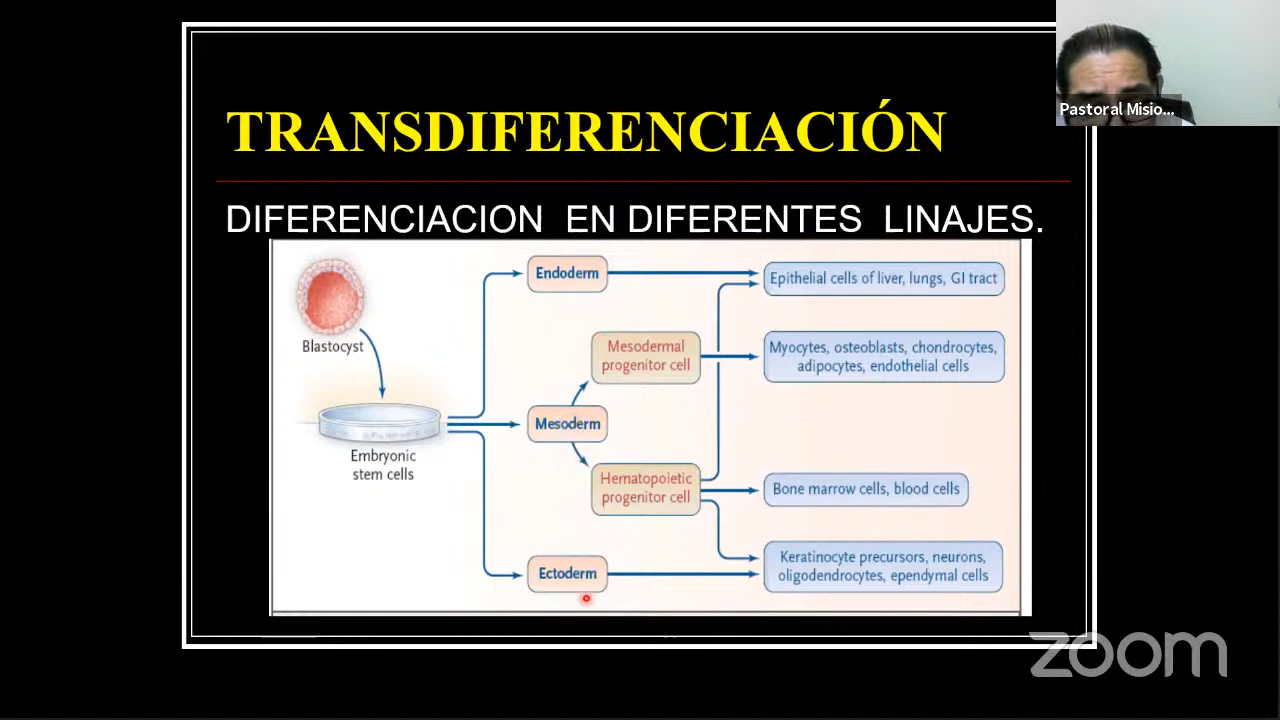 Pastoral Misio...
TRANSDIFERENCIACIÓN
DIFERENCIACION EN DIFERENTES LINAJES.
Blastocyst
Embryonic
stem cells
Endoderm
Mesodermal
progenitor cell
Mesoderm
Hematopoietic
progenitor cell
Ectoderm
Epithelial cells of liver, lungs, GI tract
Myocytes, osteoblasts, chondrocytes,
adipocytes, endothelial cells
Bone marrow cells, blood cells
Keratinocyte precursors, neurons,
oligodendrocytes, ependymal cells
zoom